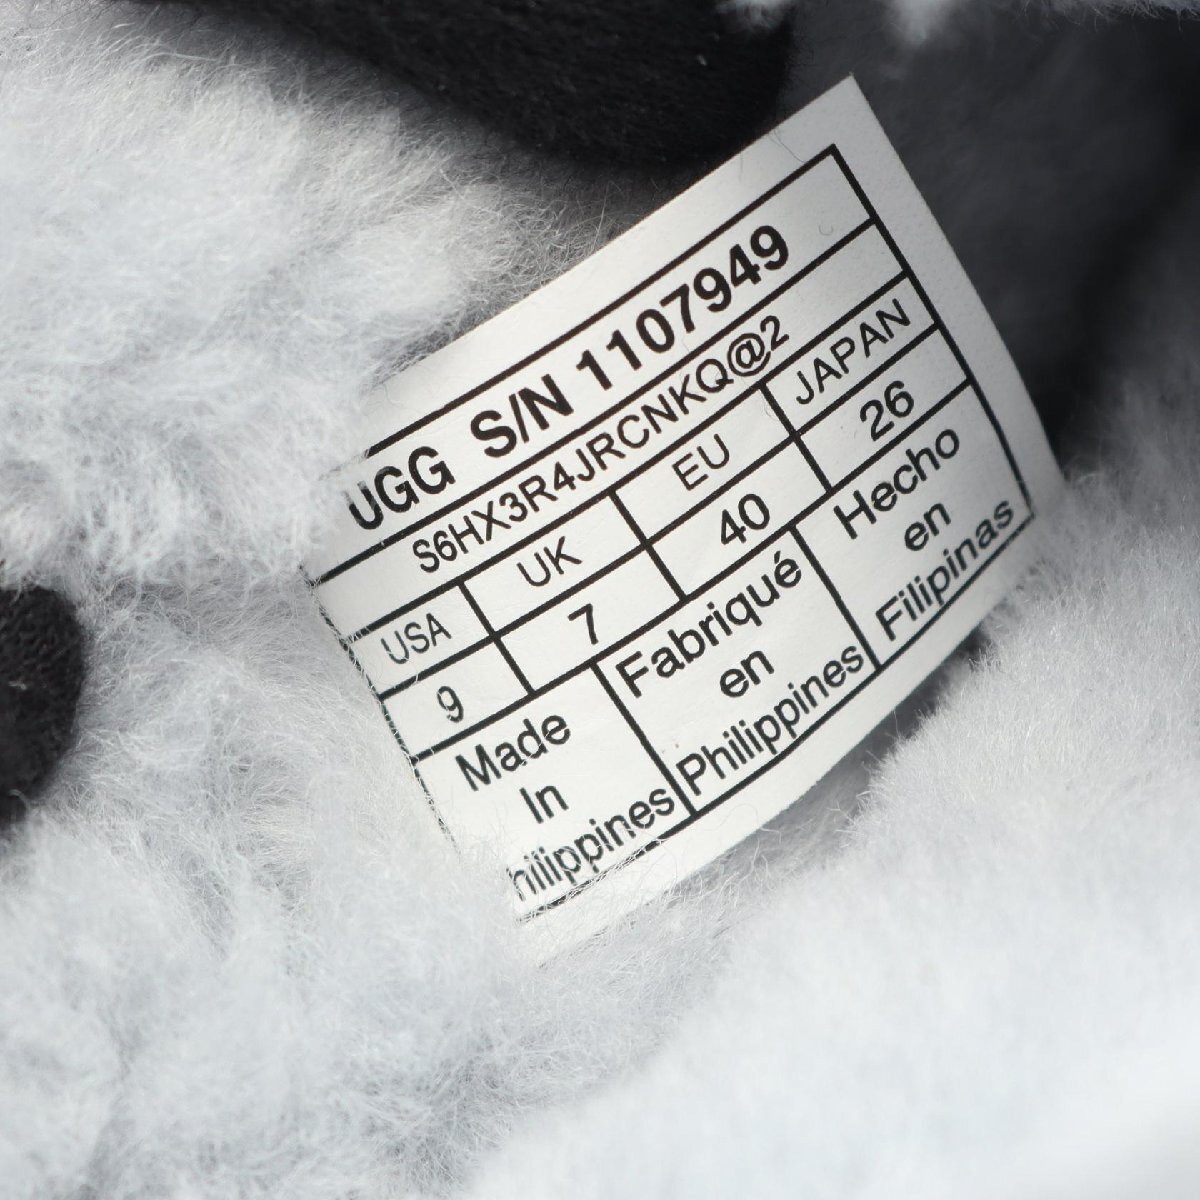 UGG S/N 1107949
S6HX3R4JRCNKQ@2
USA UK EU JAPAN
9 7 40 26
Made
In
hilippines
Fabriqué
en
Philippines
Hecho
en
Filipinas